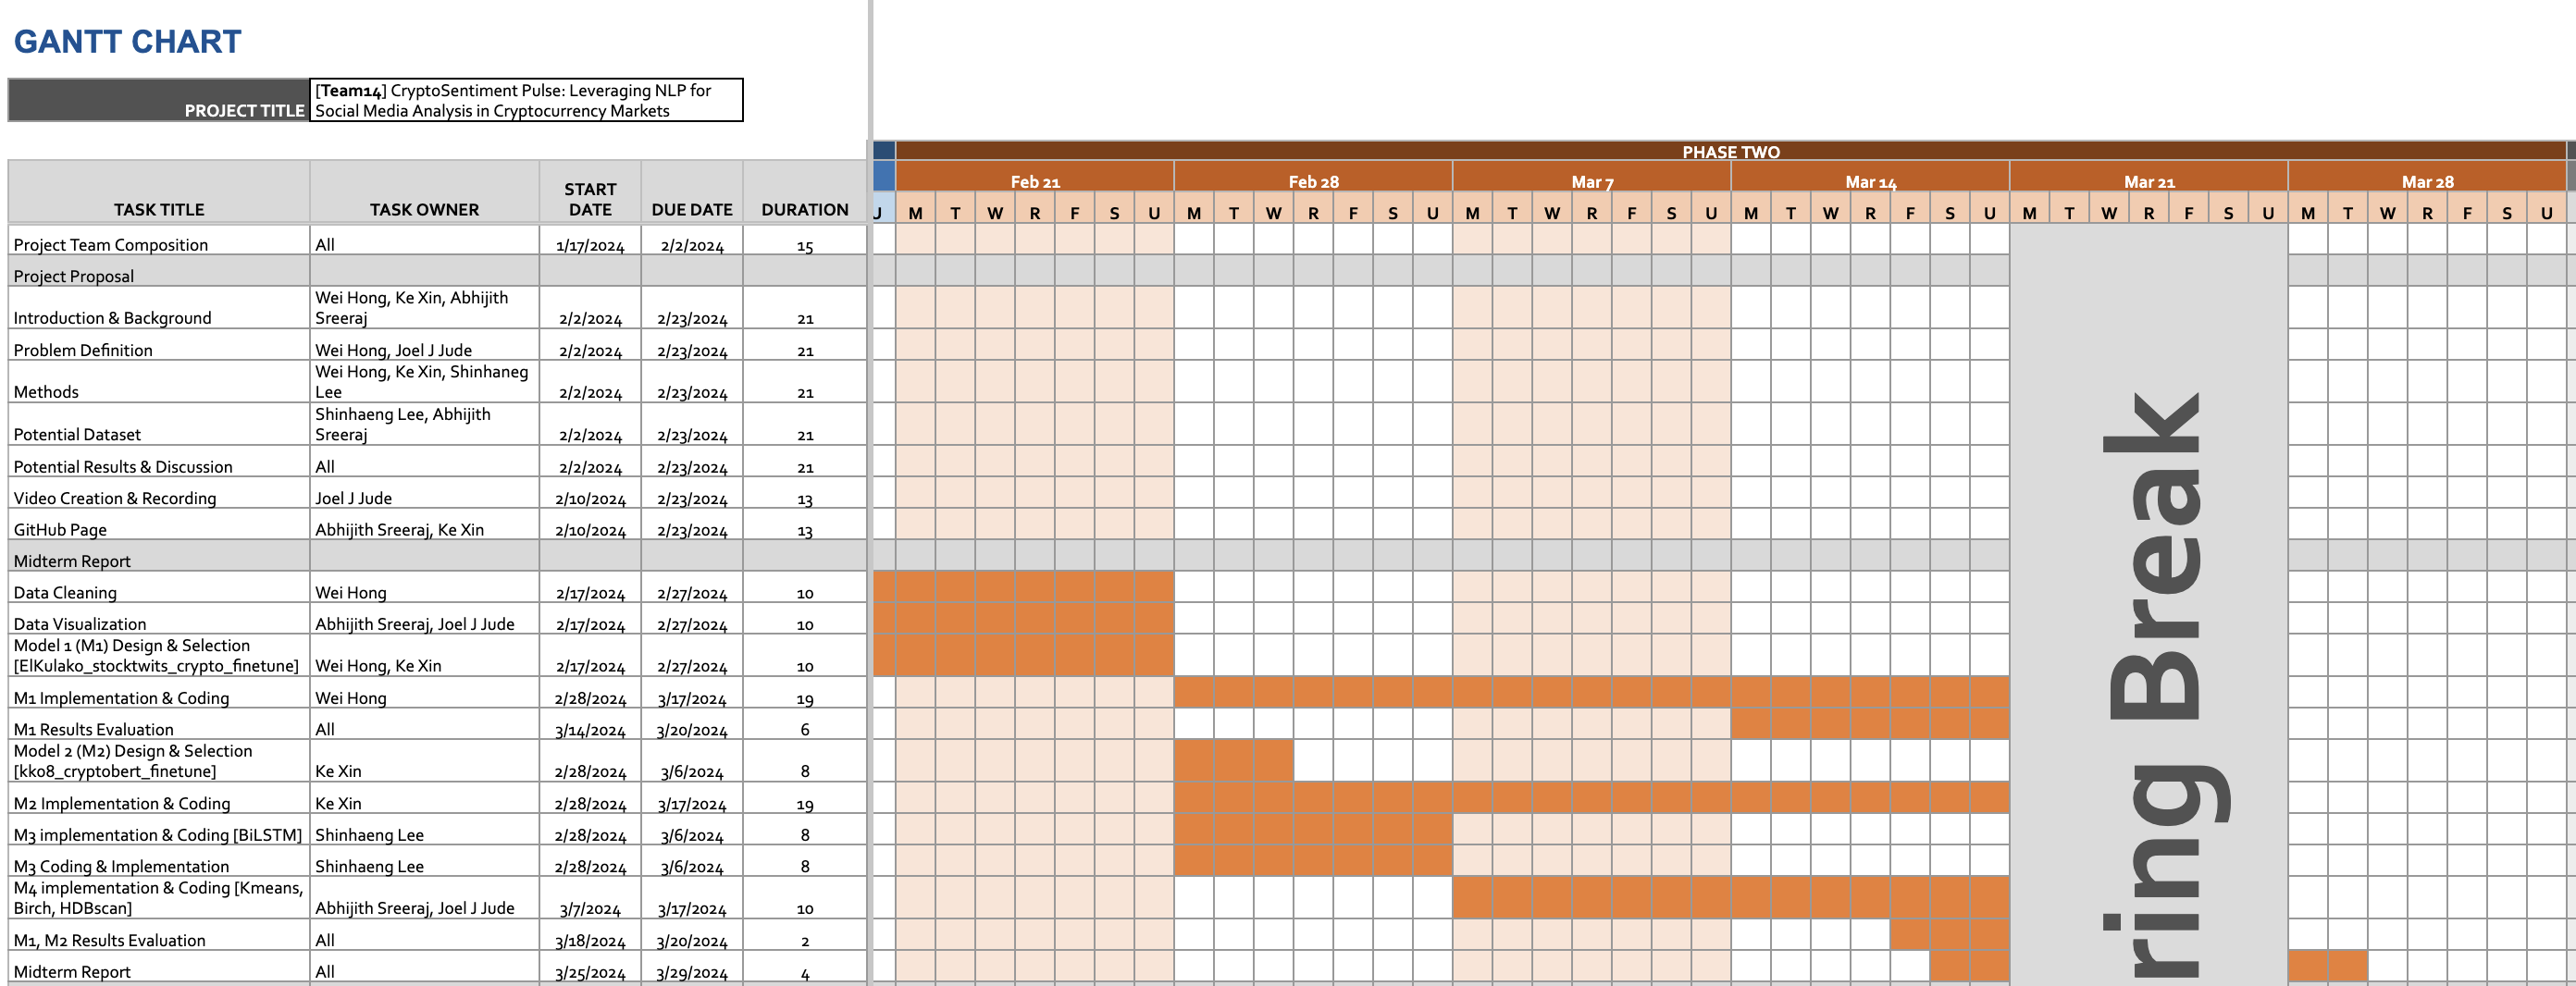 GANTT CHART
PROJECT TITLE
[Team14] CryptoSentiment Pulse: Leveraging NLP for
Social Media Analysis in Cryptocurrency Markets
PHASE TWO
Feb 21 Feb 28 Mar 7 Mar 14 Mar 21 Mar 28
TASK TITLE TASK OWNER START DATE DUE DATE DURATION
U M T W R F S U M T W R F S U M T W R F S U M T W R F S U M T W R F S U M T W R F S U
Project Team Composition All 1/17/2024 2/2/2024 15
Project Proposal
Introduction & Background Wei Hong, Ke Xin, Abhijith Sreeraj 2/2/2024 2/23/2024 21
Problem Definition Wei Hong, Joel J Jude 2/2/2024 2/23/2024 21
Methods Wei Hong, Ke Xin, Shinhaneg Lee 2/2/2024 2/23/2024 21
Potential Dataset Shinhaeng Lee, Abhijith Sreeraj 2/2/2024 2/23/2024 21
Potential Results & Discussion All 2/2/2024 2/23/2024 21
Video Creation & Recording Joel J Jude 2/10/2024 2/23/2024 13
GitHub Page Abhijith Sreeraj, Ke Xin 2/10/2024 2/23/2024 13
Midterm Report
Data Cleaning Wei Hong 2/17/2024 2/27/2024 10
Data Visualization Abhijith Sreeraj, Joel J Jude 2/17/2024 2/27/2024 10
Model 1 (M1) Design & Selection
[ElKulako_stocktwits_crypto_finetune] Wei Hong, Ke Xin 2/17/2024 2/27/2024 10
M1 Implementation & Coding Wei Hong 2/28/2024 3/17/2024 19
M1 Results Evaluation All 3/14/2024 3/20/2024 6
Model 2 (M2) Design & Selection
[kk08_cryptobert_finetune] Ke Xin 2/28/2024 3/6/2024 8
M2 Implementation & Coding Ke Xin 2/28/2024 3/17/2024 19
M3 implementation & Coding [BiLSTM] Shinhaeng Lee 2/28/2024 3/6/2024 8
M3 Coding & Implementation Shinhaeng Lee 2/28/2024 3/6/2024 8
M4 implementation & Coding [Kmeans,
Birch, HDBscan] Abhijith Sreeraj, Joel J Jude 3/7/2024 3/17/2024 10
M1, M2 Results Evaluation All 3/18/2024 3/20/2024 2
Midterm Report All 3/25/2024 3/29/2024 4
ring Break